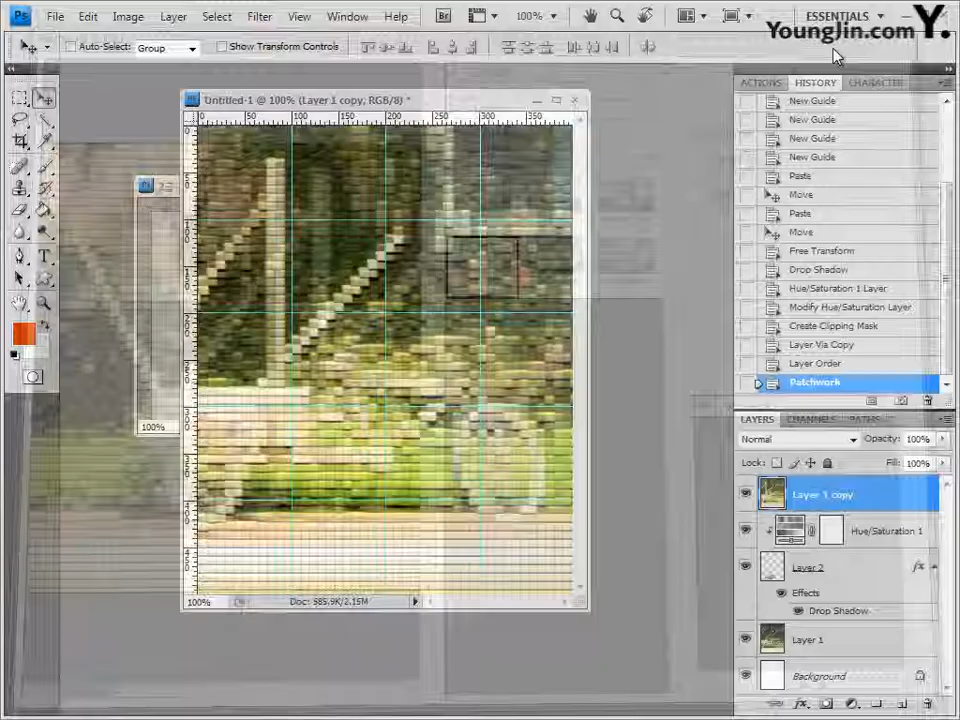 Ps File Edit Image Layer Select Filter View Window Help Br 100% ESSENTIALS
YoungJin.com Y.
Auto-Select: Group Show Transform Controls
ACTIONS HISTORY CHARACTER
Ps Untitled-1 @ 100% (Layer 1 copy, RGB/8) *
0 50 100 150 200 250 300 350
New Guide
New Guide
New Guide
New Guide
Paste
Move
Paste
Move
Free Transform
Drop Shadow
Hue/Saturation 1 Layer
Modify Hue/Saturation Layer
Create Clipping Mask
Layer Via Copy
Layer Order
Patchwork
LAYERS CHANNELS PATHS
Normal Opacity: 100%
Lock: Fill: 100%
Layer 1 copy
Hue/Saturation 1
Layer 2 fx
Effects
Drop Shadow
Layer 1
Background
100%
100% Doc: 585.9K/2.15M